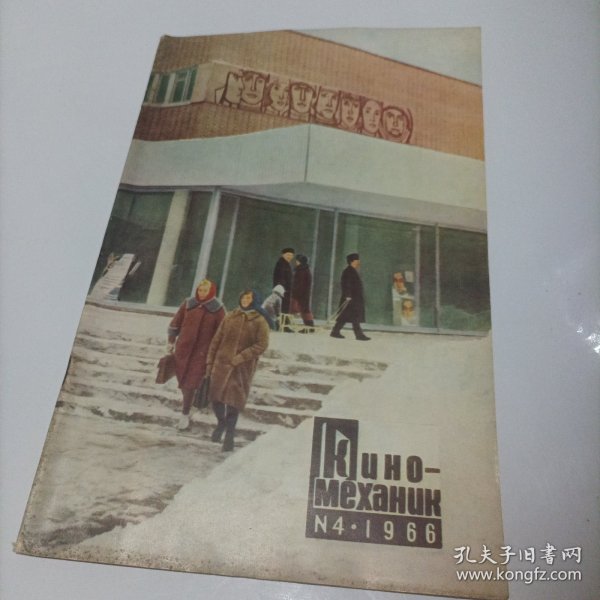 Кино-
механик
N4·1966
孔夫子旧书网
www.kongfz.com